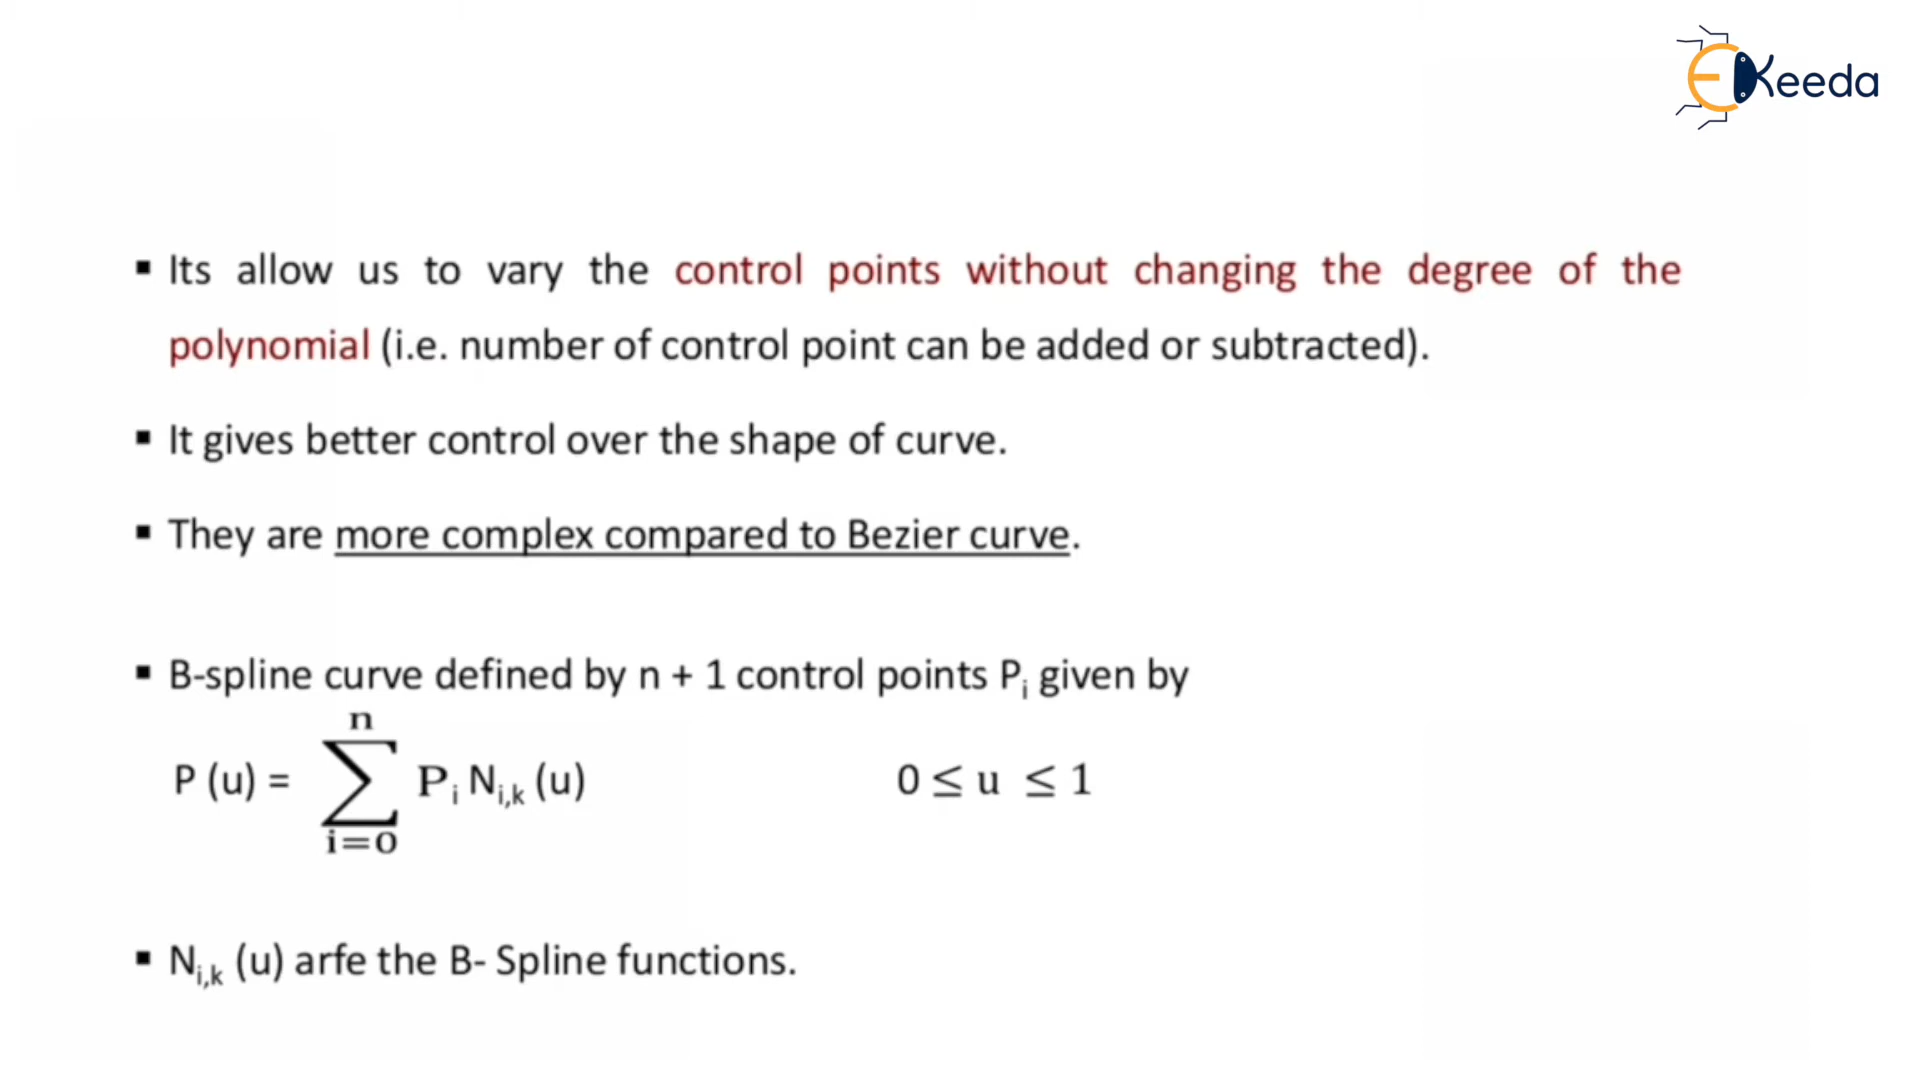 EKeeda
▪ Its allow us to vary the control points without changing the degree of the
polynomial (i.e. number of control point can be added or subtracted).
▪ It gives better control over the shape of curve.
▪ They are more complex compared to Bezier curve.
▪ B-spline curve defined by n + 1 control points Pᵢ given by
P (u) = ∑_{i=0}^{n} Pᵢ N_{i,k} (u) 0 ≤ u ≤ 1
▪ N_{i,k} (u) arfe the B- Spline functions.